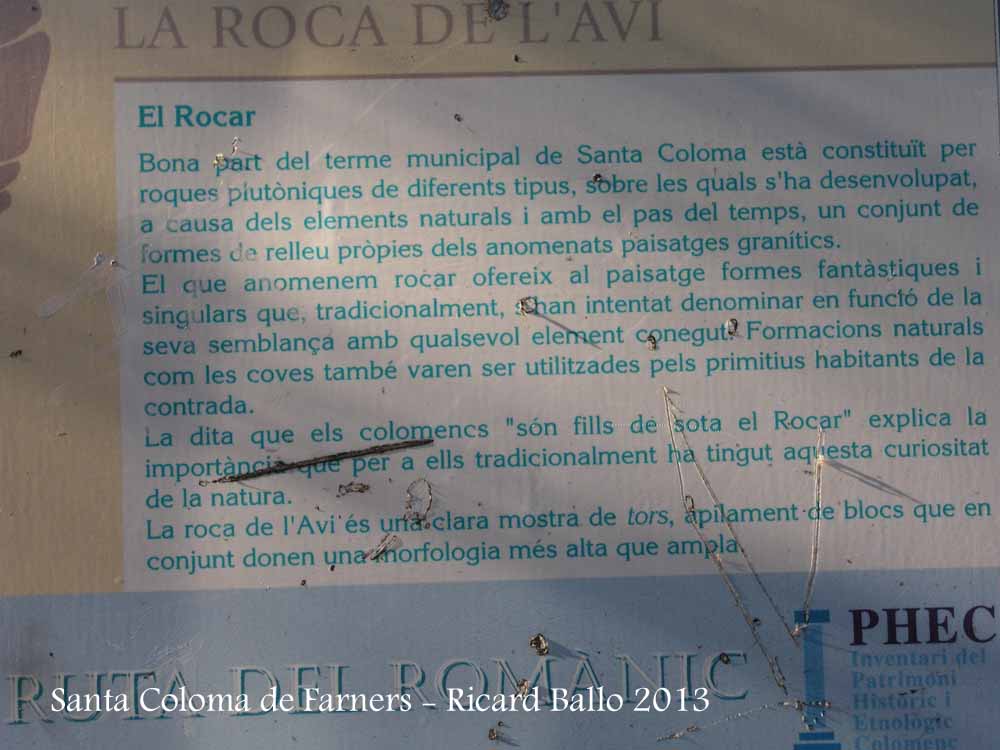 LA ROCA DE L'AVI
El Rocar
Bona part del terme municipal de Santa Coloma està constituït per
roques plutòniques de diferents tipus, sobre les quals s'ha desenvolupat,
a causa dels elements naturals i amb el pas del temps, un conjunt de
formes de relleu pròpies dels anomenats paisatges granítics.
El que anomenem rocar ofereix al paisatge formes fantàstiques i
singulars que, tradicionalment, s'han intentat denominar en funció de la
seva semblança amb qualsevol element conegut. Formacions naturals
com les coves també varen ser utilitzades pels primitius habitants de la
contrada.
La dita que els colomencs "són fills de sota el Rocar" explica la
importància que per a ells tradicionalment ha tingut aquesta curiositat
de la natura.
La roca de l'Avi és una clara mostra de tors, apilament de blocs que en
conjunt donen una morfologia més alta que ampla.
PHEC
Inventari del
Patrimoni
Històric i
Etnològic
Colomenc
RUTA DEL ROMÀNIC
Santa Coloma de Farners - Ricard Ballo 2013